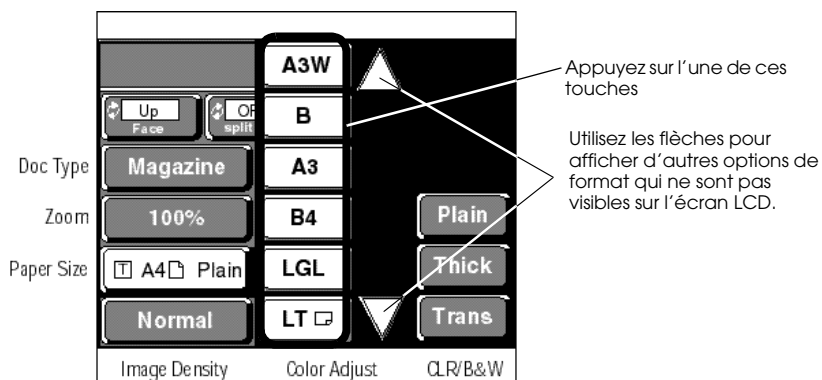 A3W
Up
Face
OF
split
B
Doc Type
Magazine
A3
Zoom
100%
B4
Plain
Paper Size
T A4 Plain
LGL
Thick
Normal
LT
Trans
Image Density
Color Adjust
CLR/B&W
Appuyez sur l’une de ces
touches
Utilisez les flèches pour
afficher d’autres options de
format qui ne sont pas
visibles sur l’écran LCD.